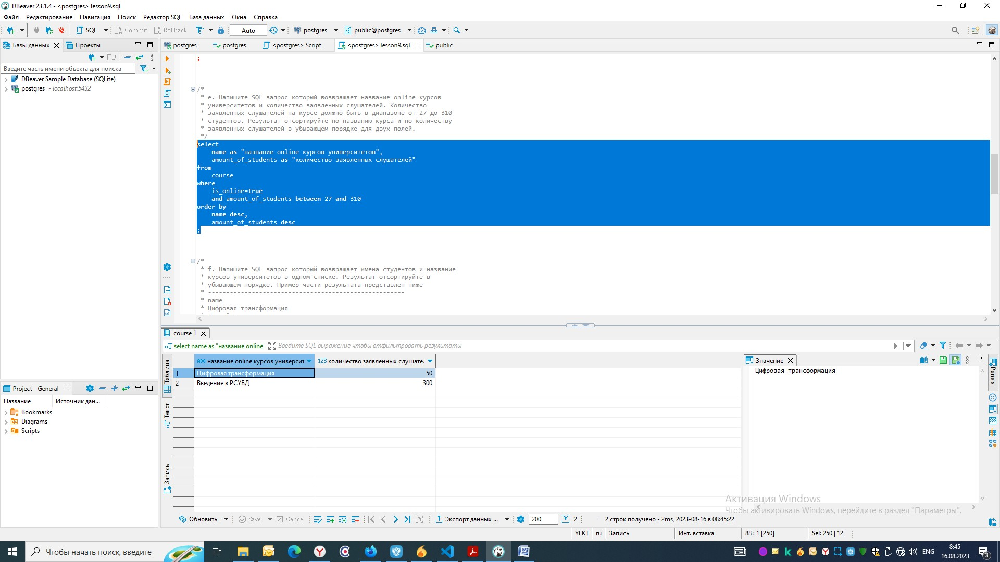 DBeaver 23.1.4 - <postgres> lesson9.sql
Файл Редактирование Навигация Поиск Редактор SQL База данных Окна Справка
SQL Commit Rollback Auto postgres public@postgres
Базы данных Проекты
postgres postgres <postgres> Script <postgres> lesson9.sql public
Введите часть имени объекта для поиска
DBeaver Sample Database (SQLite)
postgres - localhost:5432
;
/*
* e. Напишите SQL запрос который возвращает название online курсов
* университетов и количество заявленных слушателей. Количество
* заявленных слушателей на курсе должно быть в диапазоне от 27 до 310
* студентов. Результат отсортируйте по названию курса и по количеству
* заявленных слушателей в убывающем порядке для двух полей.
*/
select
name as "название online курсов университетов",
amount_of_students as "количество заявленных слушателей"
from
course
where
is_online=true
and amount_of_students between 27 and 310
order by
name desc,
amount_of_students desc
;
/*
* f. Напишите SQL запрос который возвращает имена студентов и название
* курсов университетов в одном списке. Результат отсортируйте в
* убывающем порядке. Пример части результата представлен ниже
* ------------------------------------------------------
* name
* Цифровая трансформация
course 1
select name as "название online Введите SQL выражение чтобы отфильтровать результаты
Таблица
Текст
Запись
ABC название online курсов университ 123 количество заявленных слушател
1 Цифровая трансформация 50
2 Введение в РСУБД 300
Значение
Цифровая трансформация
Panels
Project - General
Название Источник дан...
Bookmarks
Diagrams
Scripts
Активация Windows
Чтобы активировать Windows, перейдите в раздел "Параметры".
Обновить Save Cancel Экспорт данных ... 200 2 ... 2 строк получено - 2ms, 2023-08-16 в 08:45:22
YEKT ru Запись Инт. вставка 88 : 1 [250] Sel: 250 | 12
Чтобы начать поиск, введите
ENG 8:45
16.08.2023 3